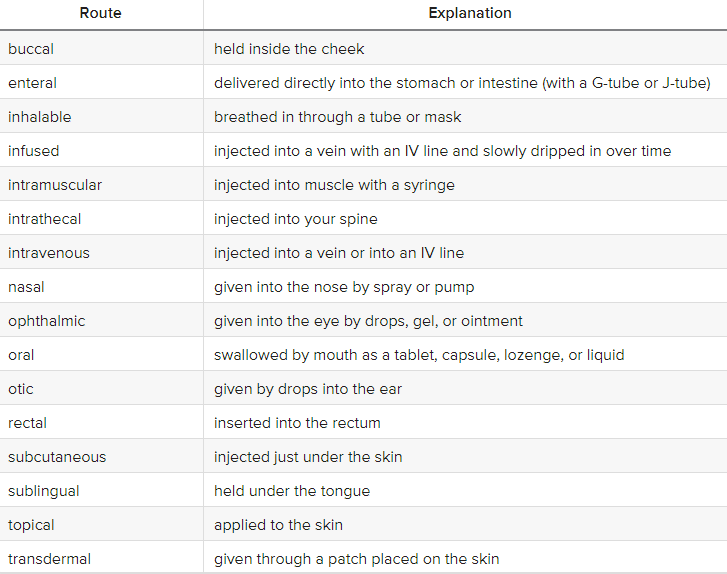 Route Explanation
buccal held inside the cheek
enteral delivered directly into the stomach or intestine (with a G-tube or J-tube)
inhalable breathed in through a tube or mask
infused injected into a vein with an IV line and slowly dripped in over time
intramuscular injected into muscle with a syringe
intrathecal injected into your spine
intravenous injected into a vein or into an IV line
nasal given into the nose by spray or pump
ophthalmic given into the eye by drops, gel, or ointment
oral swallowed by mouth as a tablet, capsule, lozenge, or liquid
otic given by drops into the ear
rectal inserted into the rectum
subcutaneous injected just under the skin
sublingual held under the tongue
topical applied to the skin
transdermal given through a patch placed on the skin